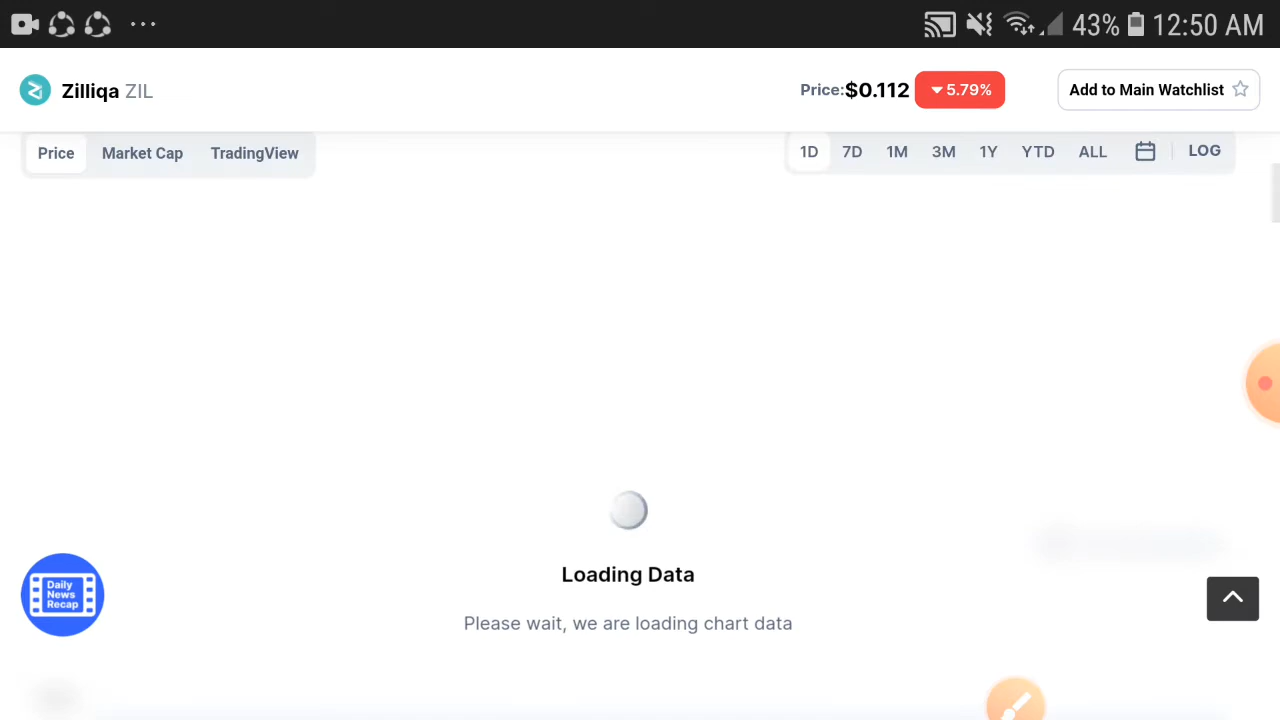 43% 12:50 AM
Zilliqa ZIL
Price:$0.112 5.79%
Add to Main Watchlist
Price Market Cap TradingView
1D 7D 1M 3M 1Y YTD ALL LOG
Loading Data
Please wait, we are loading chart data
Daily
News
Recap